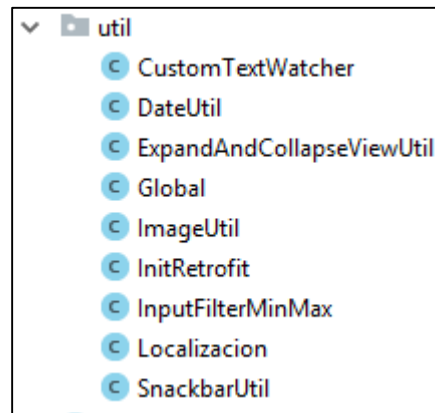 util
C CustomTextWatcher
C DateUtil
C ExpandAndCollapseViewUtil
C Global
C ImageUtil
C InitRetrofit
C InputFilterMinMax
C Localizacion
C SnackbarUtil